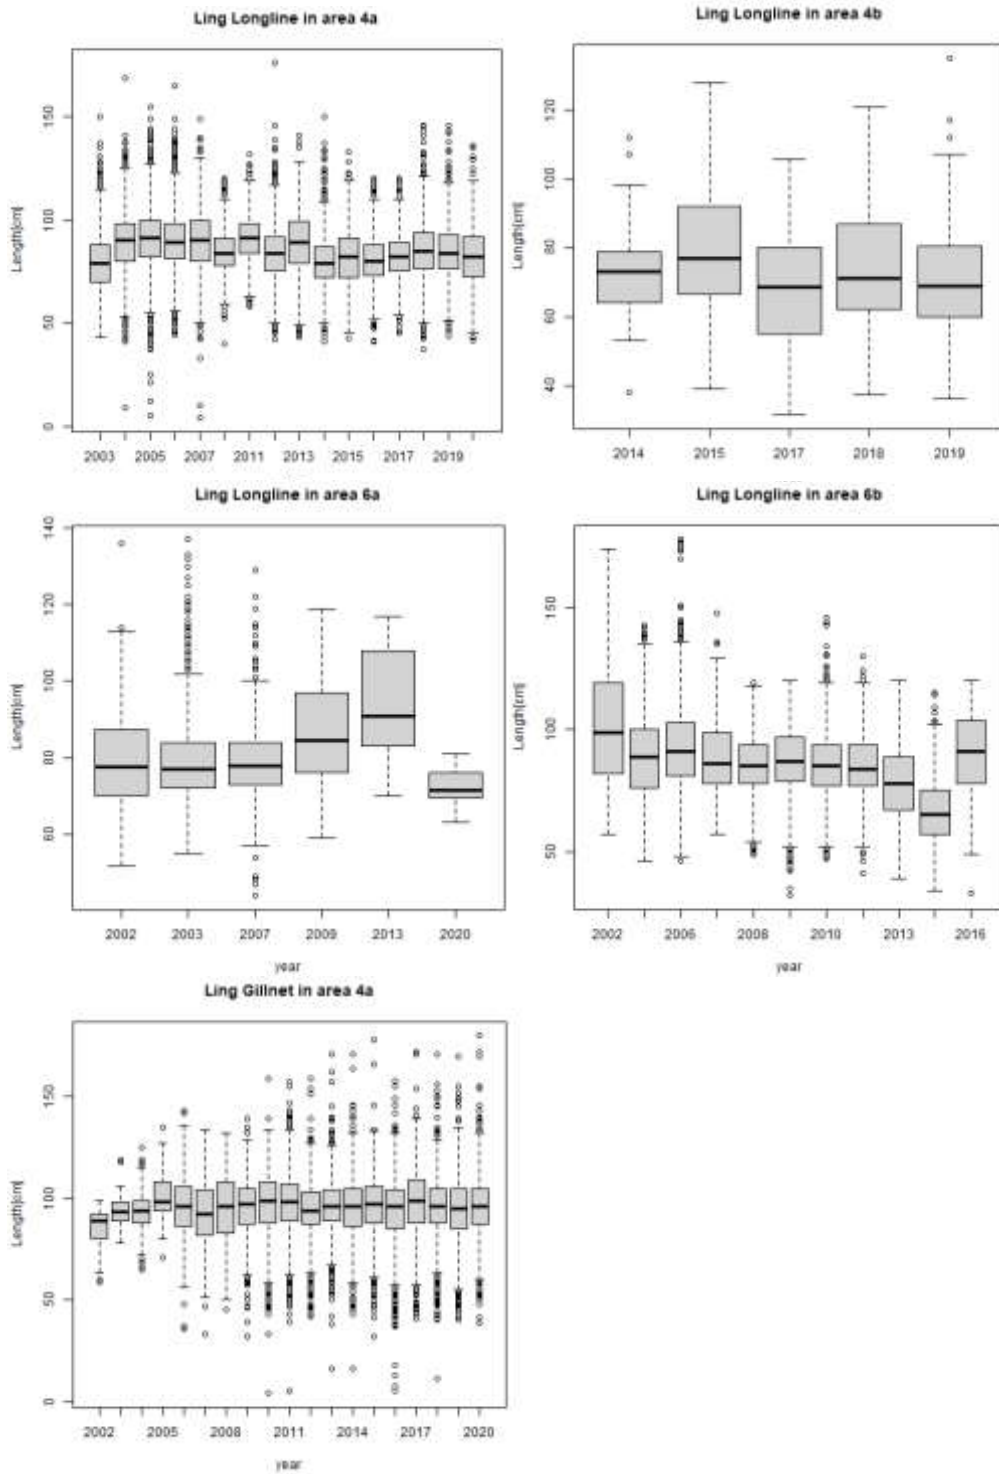 Ling Longline in area 4a
Length[cm]
150
100
50
0
2003 2005 2007 2011 2013 2015 2017 2019
Ling Longline in area 4b
Length[cm]
120
100
80
60
40
2014 2015 2017 2018 2019
Ling Longline in area 6a
Length[cm]
140
120
100
80
60
2002 2003 2007 2009 2013 2020
year
Ling Longline in area 6b
Length[cm]
150
100
50
2002 2006 2008 2010 2013 2016
year
Ling Gillnet in area 4a
Length[cm]
150
100
50
0
2002 2005 2008 2011 2014 2017 2020
year